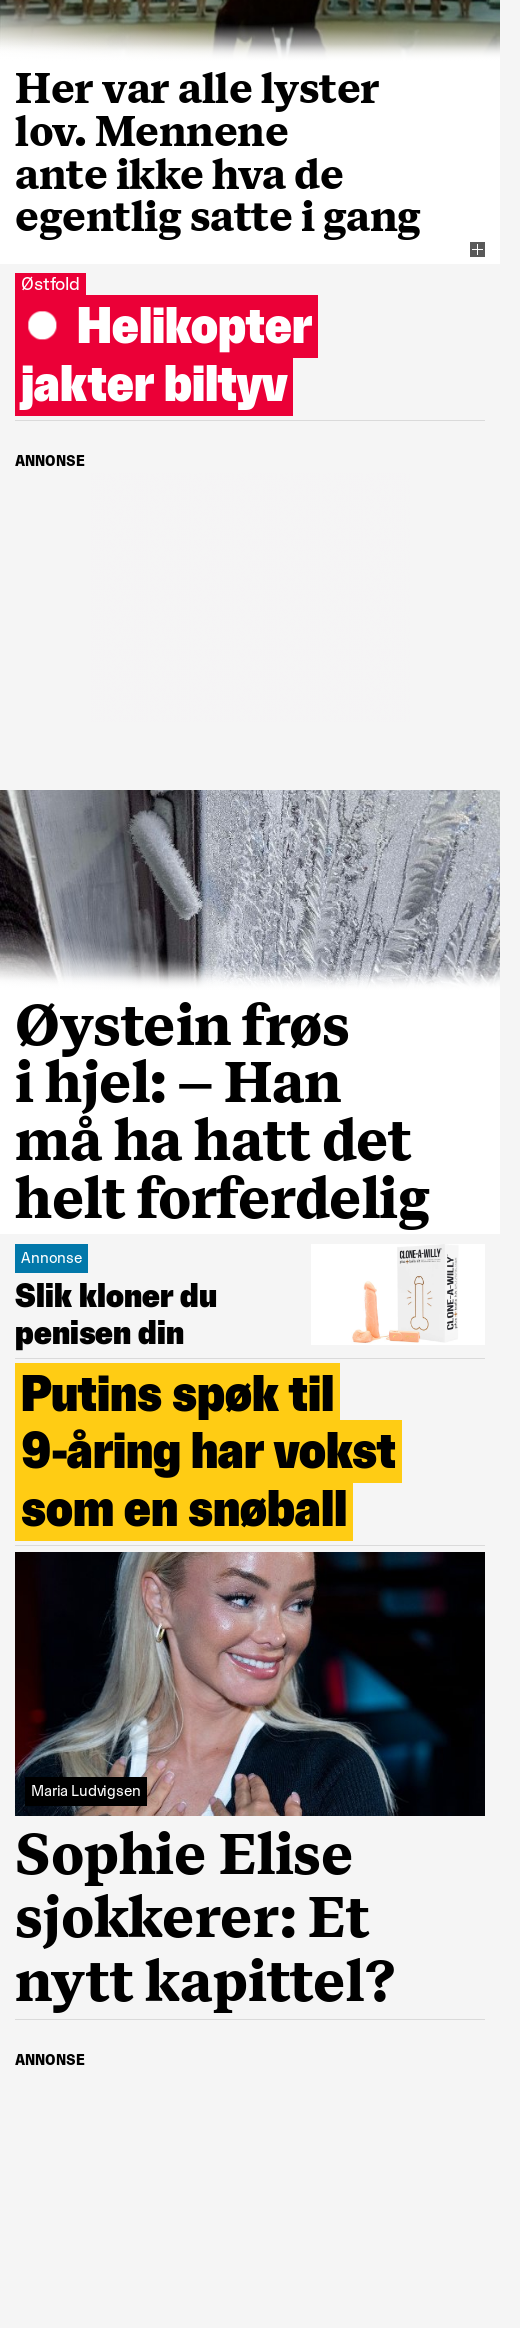 Her var alle lyster
lov. Mennene
ante ikke hva de
egentlig satte i gang
Østfold
Helikopter
jakter biltyv
ANNONSE
Øystein frøs
i hjel: – Han
må ha hatt det
helt forferdelig
Annonse
Slik kloner du
penisen din
CLONE-A-WILLY
CLONE-A-WILLY
Putins spøk til
9-åring har vokst
som en snøball
Maria Ludvigsen
Sophie Elise
sjokkerer: Et
nytt kapittel?
ANNONSE